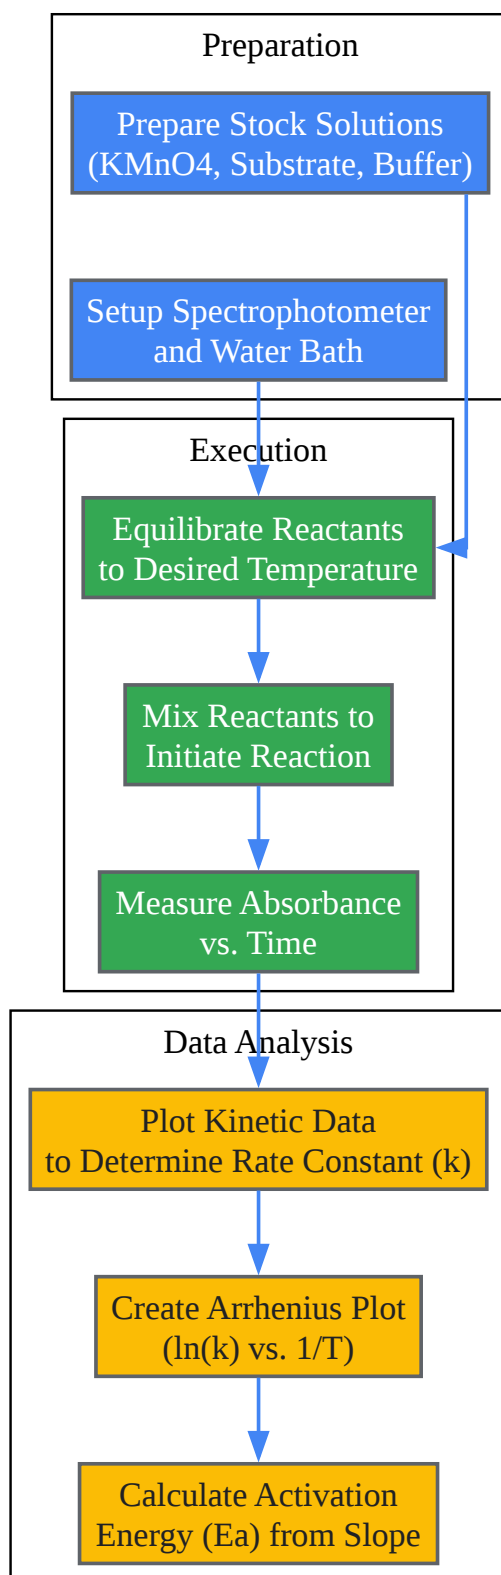 Preparation
Prepare Stock Solutions
(KMnO4, Substrate, Buffer)
Setup Spectrophotometer
and Water Bath
Execution
Equilibrate Reactants
to Desired Temperature
Mix Reactants to
Initiate Reaction
Measure Absorbance
vs. Time
Data Analysis
Plot Kinetic Data
to Determine Rate Constant (k)
Create Arrhenius Plot
(ln(k) vs. 1/T)
Calculate Activation
Energy (Ea) from Slope